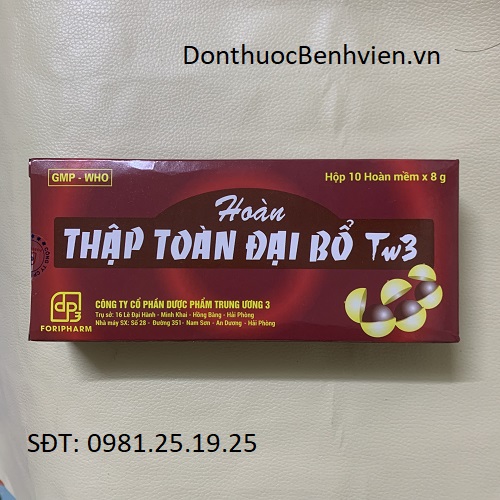 DonthuocBenhvien.vn
GMP - WHO
Hộp 10 Hoàn mềm x 8 g
Hoàn
THẬP TOÀN ĐẠI BỔ Tw3
CÔNG TY CỔ PHẦN DƯỢC PHẨM TRUNG ƯƠNG 3
Trụ sở: 16 Lê Đại Hành - Minh Khai - Hồng Bàng - Hải Phòng
Nhà máy SX: Số 28 - Đường 351- Nam Sơn - An Dương - Hải Phòng
dp3
FORIPHARM
SĐT: 0981.25.19.25